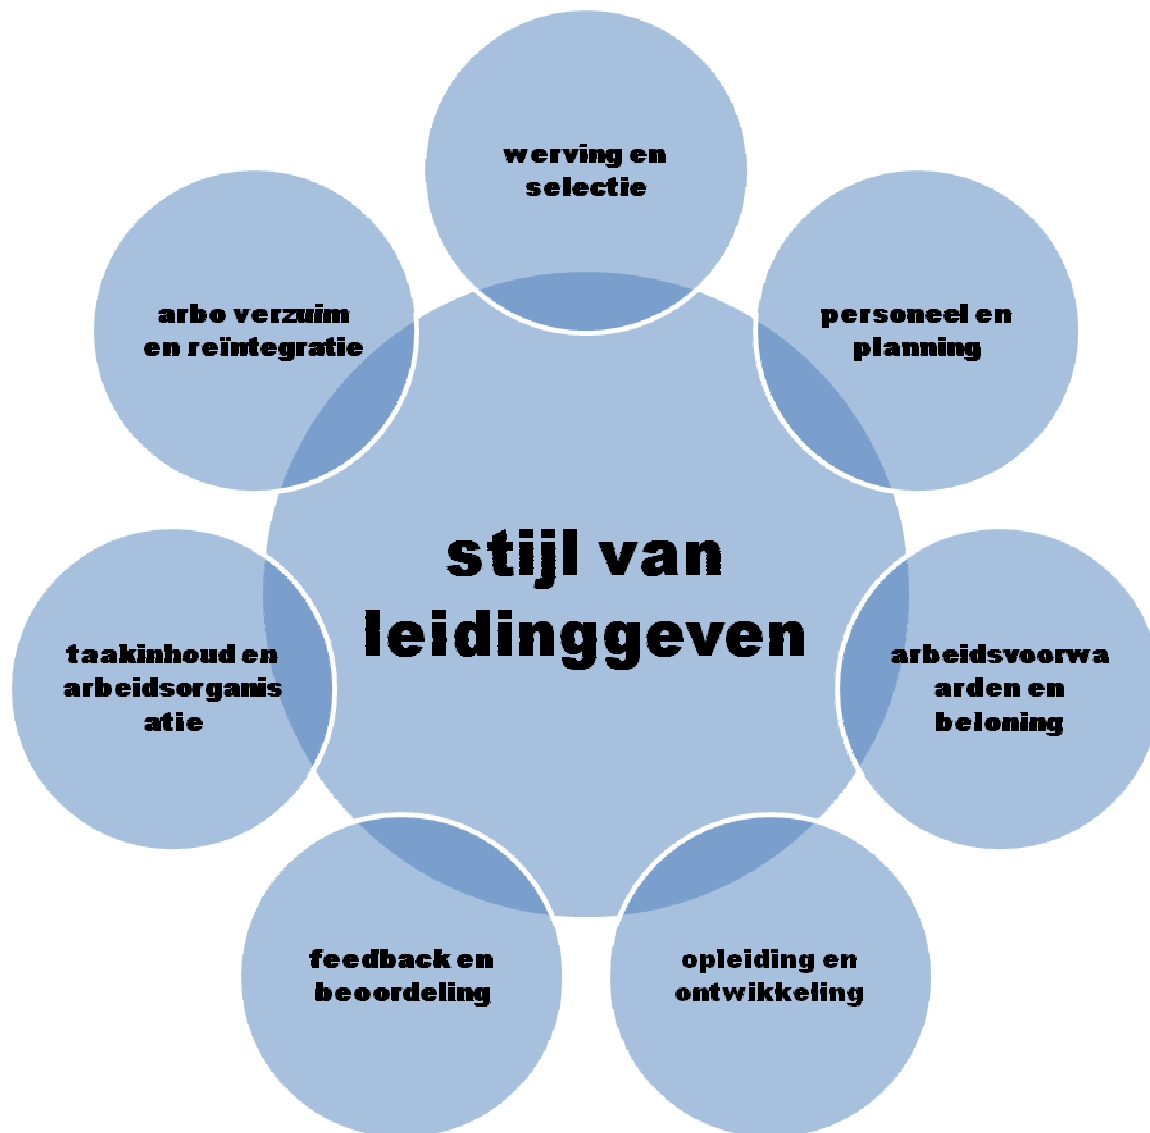 werving en
selectie
personeel en
planning
arbeidsvoorwa
arden en
beloning
opleiding en
ontwikkeling
feedback en
beoordeling
taakinhoud en
arbeidsorganis
atie
arbo verzuim
en reïntegratie
stijl van
leidinggeven